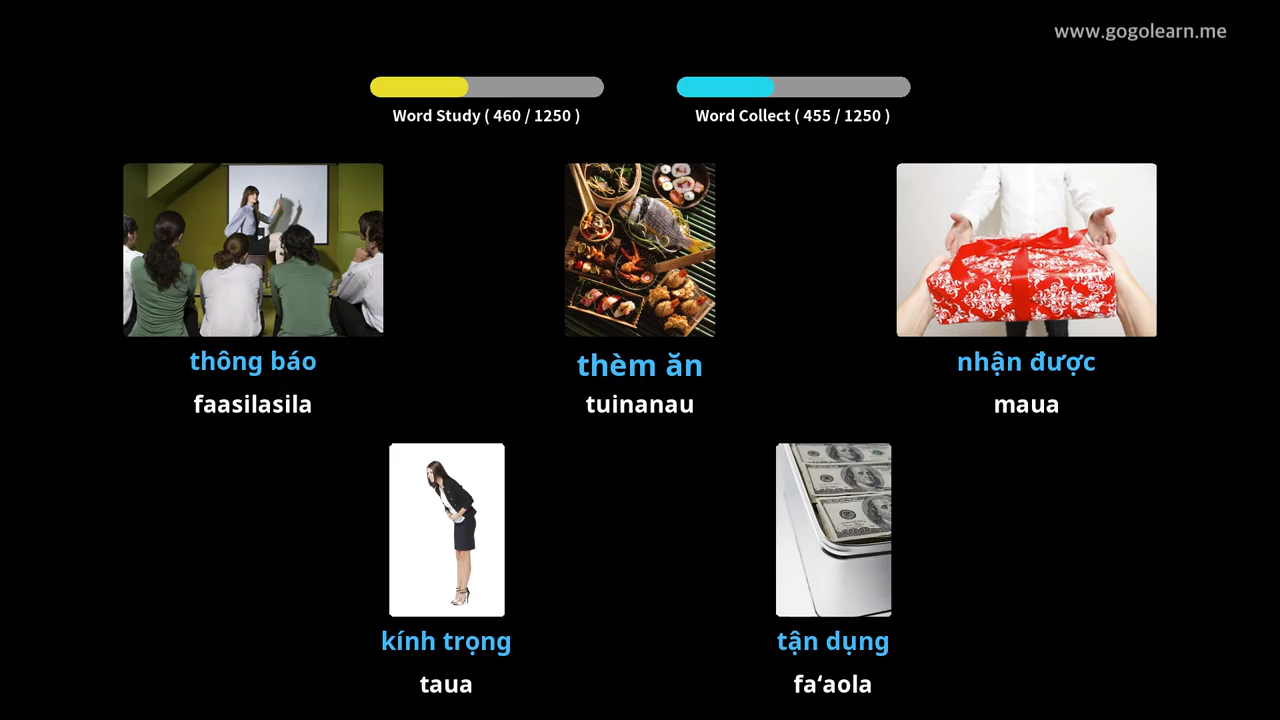 www.gogolearn.me
Word Study ( 460 / 1250 )
Word Collect ( 455 / 1250 )
thông báo
faasilasila
thèm ăn
tuinanau
nhận được
maua
kính trọng
taua
tận dụng
faʻaola